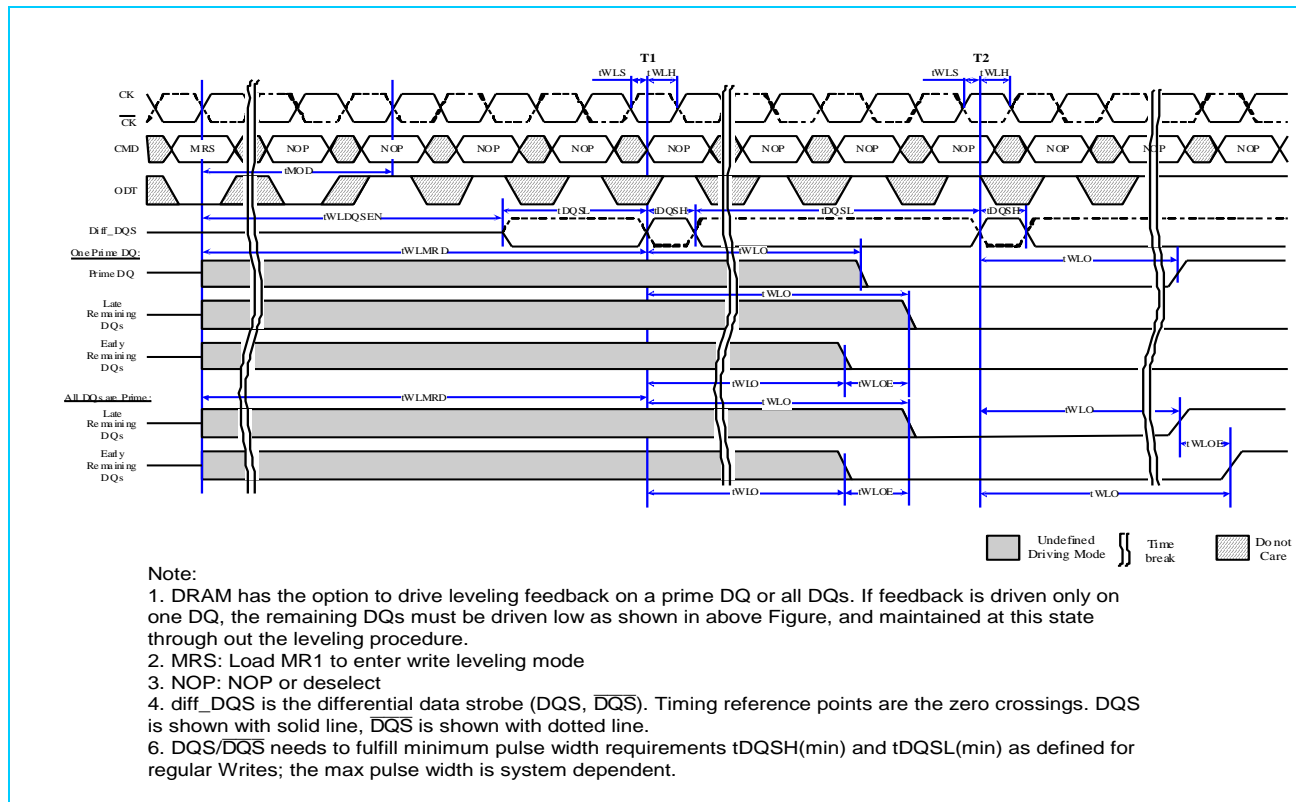 T1 T2
tWLS tWLH tWLS tWLH
CK
C̅K̅
CMD MRS NOP NOP NOP NOP NOP NOP NOP NOP NOP NOP NOP
tMOD
ODT
tWLDQSEN tDQSL tDQSH tDQSL tDQSH
Diff_DQS
One Prime DQ:
tWLMRD tWLO tWLO
Prime DQ
tWLO
Late
Remaining
DQs
Early
Remaining
DQs
tWLO tWLOE
All DQs are Prime:
tWLMRD tWLO tWLO
Late
Remaining
DQs
tWLOE
Early
Remaining
DQs
tWLO tWLOE tWLO
Undefined
Driving Mode
Time
break
Do not
Care
Note:
1. DRAM has the option to drive leveling feedback on a prime DQ or all DQs. If feedback is driven only on
one DQ, the remaining DQs must be driven low as shown in above Figure, and maintained at this state
through out the leveling procedure.
2. MRS: Load MR1 to enter write leveling mode
3. NOP: NOP or deselect
4. diff_DQS is the differential data strobe (DQS, D̅Q̅S̅). Timing reference points are the zero crossings. DQS
is shown with solid line, D̅Q̅S̅ is shown with dotted line.
6. DQS/D̅Q̅S̅ needs to fulfill minimum pulse width requirements tDQSH(min) and tDQSL(min) as defined for
regular Writes; the max pulse width is system dependent.